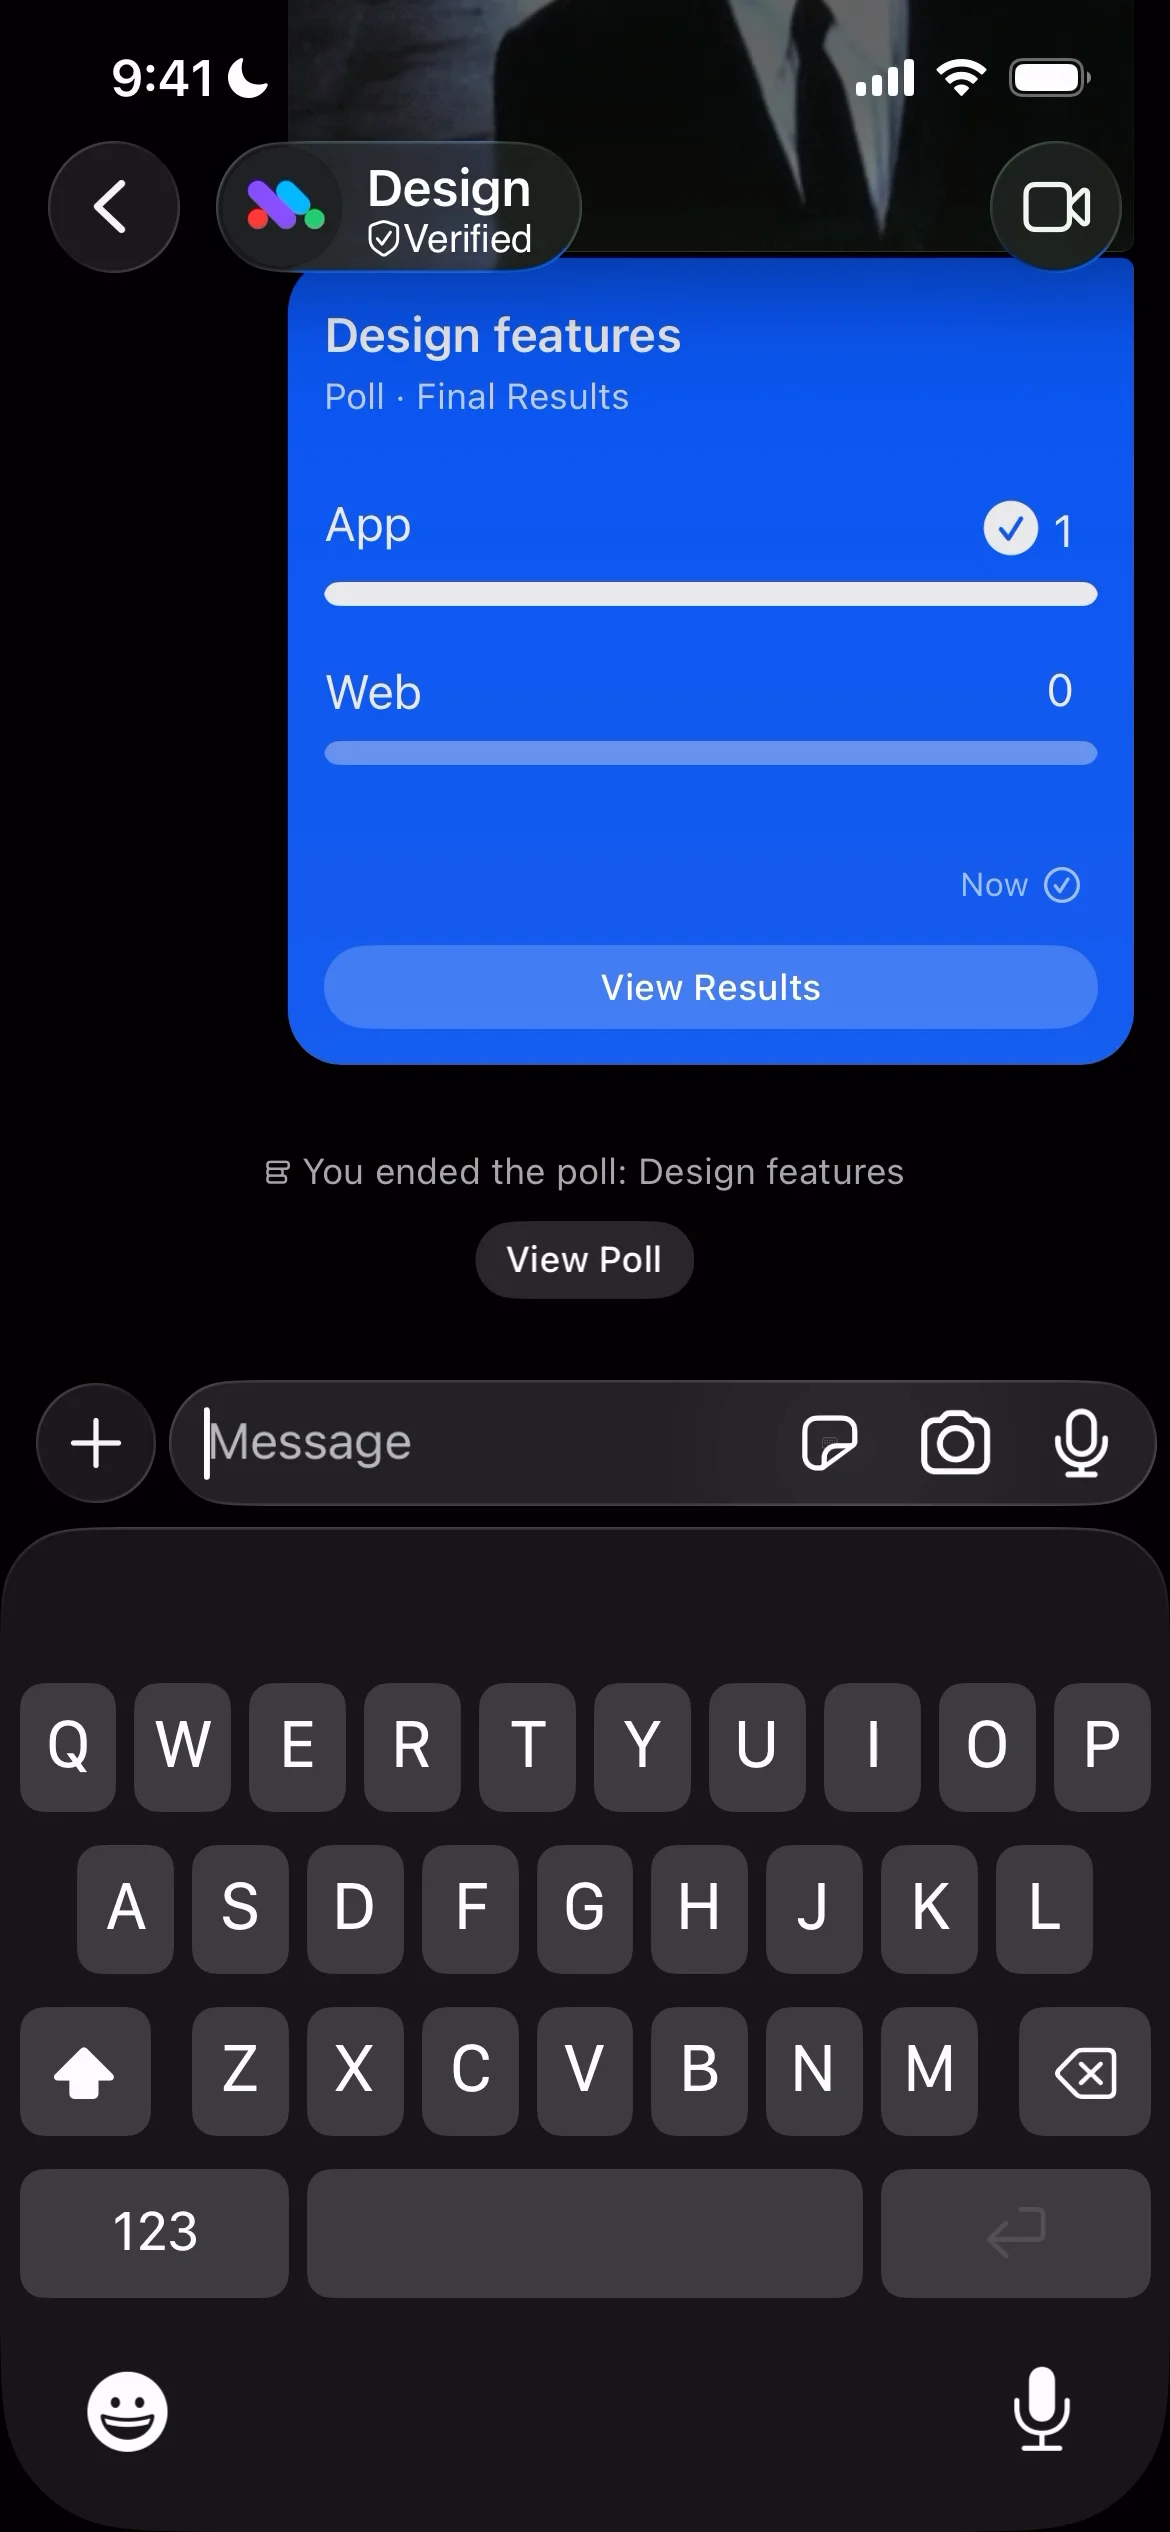 9:41
Design
Verified
Design features
Poll · Final Results
App
1
Web
0
Now
View Results
You ended the poll: Design features
View Poll
Message
Q W E R T Y U I O P
A S D F G H J K L
Z X C V B N M
123